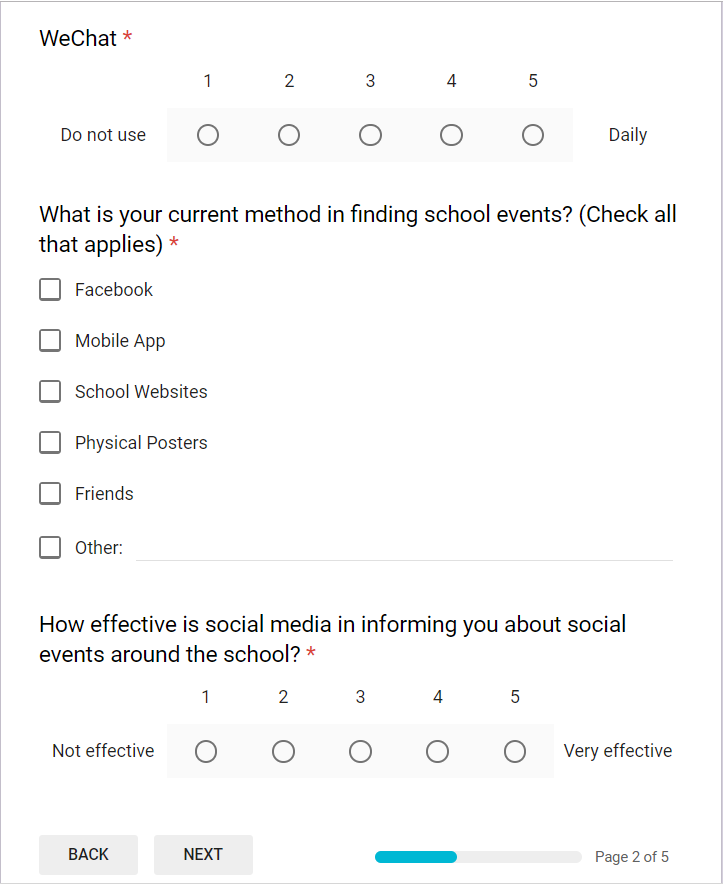 WeChat *
1 2 3 4 5
Do not use Daily
What is your current method in finding school events? (Check all
that applies) *
Facebook
Mobile App
School Websites
Physical Posters
Friends
Other:
How effective is social media in informing you about social
events around the school? *
1 2 3 4 5
Not effective Very effective
BACK NEXT Page 2 of 5